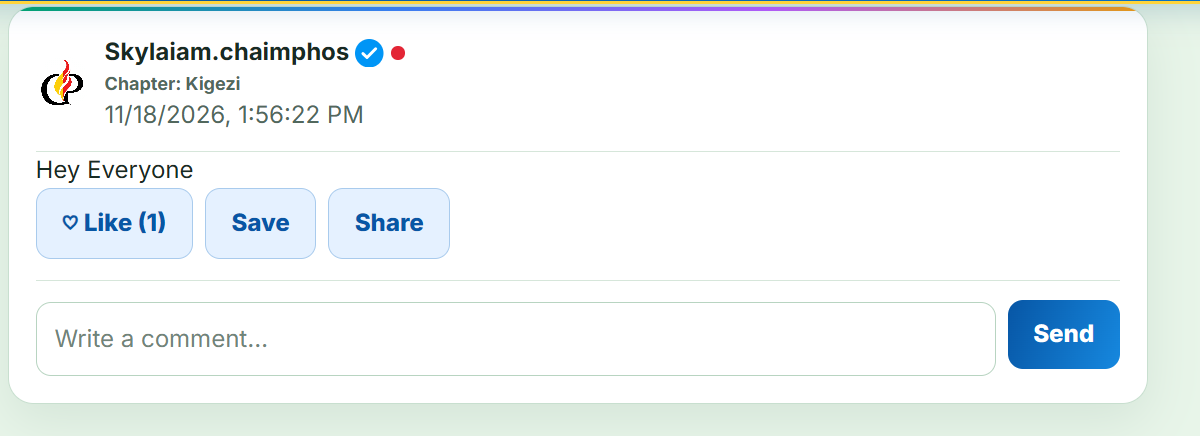 Skylaiam.chaimphos
Chapter: Kigezi
11/18/2026, 1:56:22 PM
Hey Everyone
♡ Like (1) Save Share
Write a comment...
Send